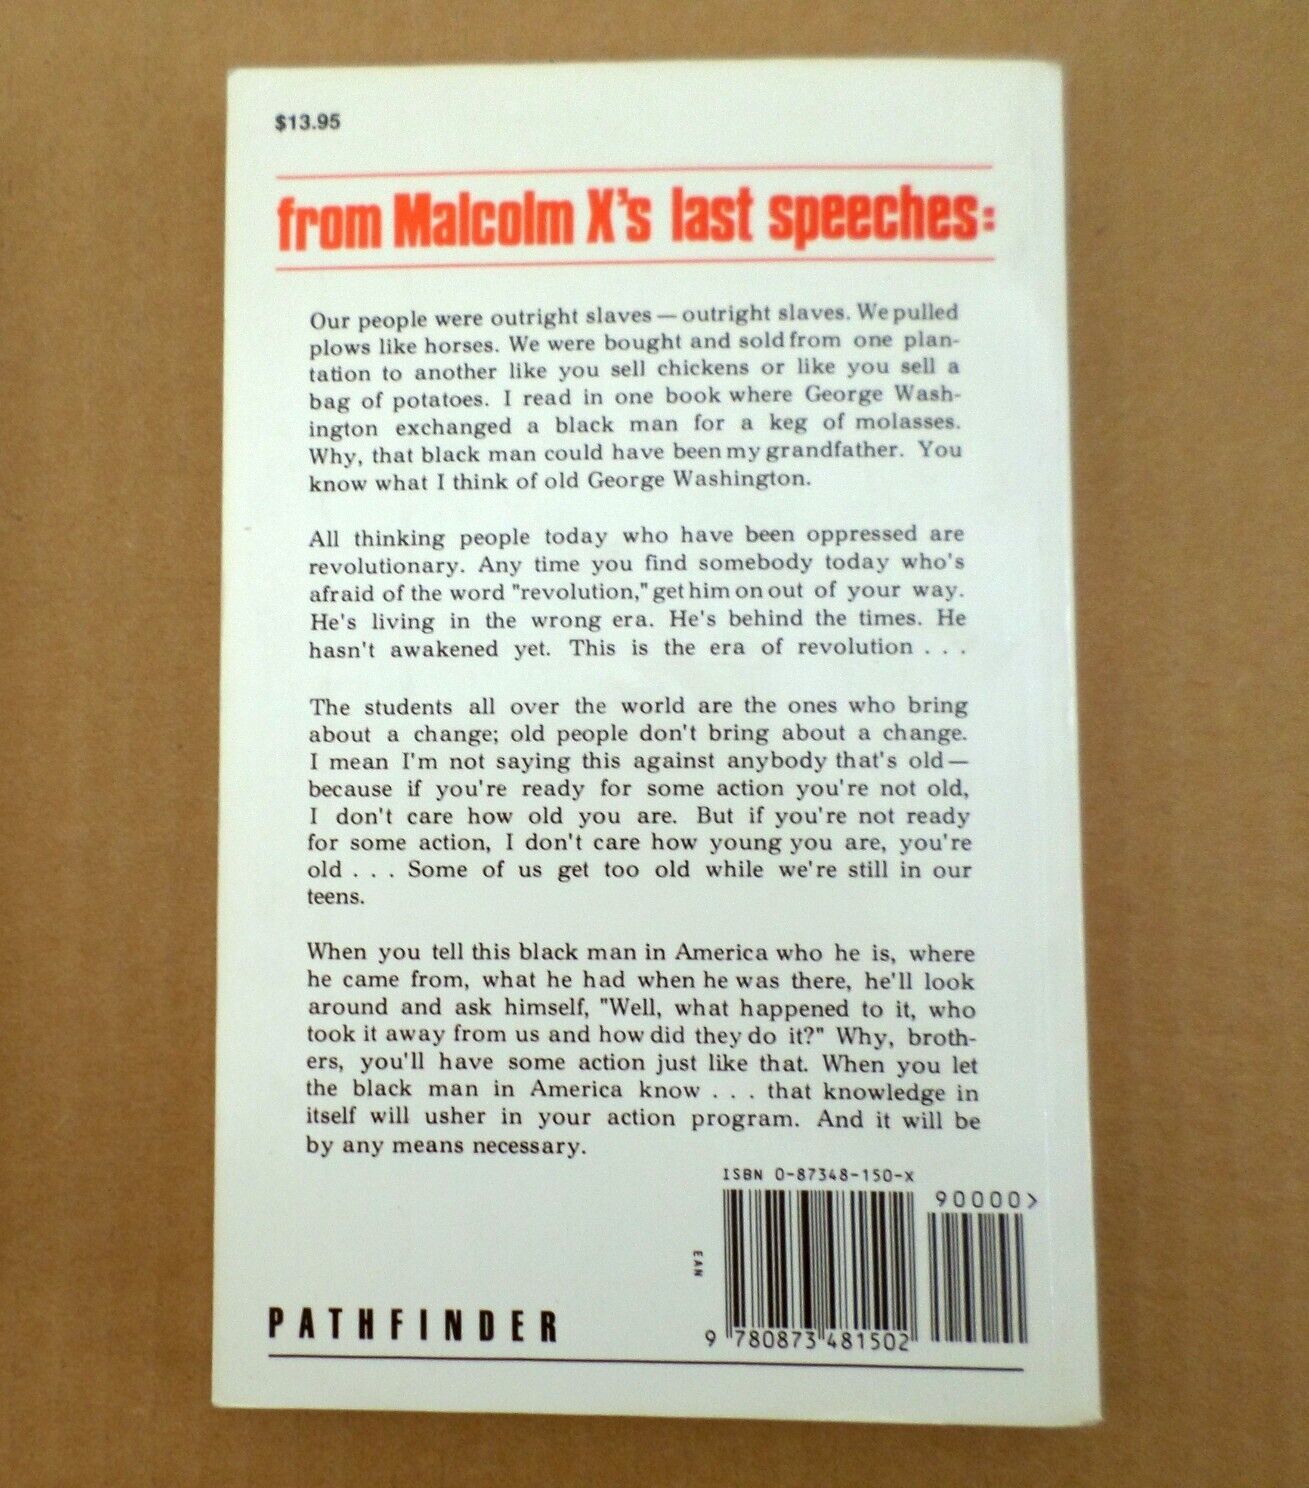 $13.95
from Malcolm X's last speeches:
Our people were outright slaves — outright slaves. We pulled
plows like horses. We were bought and sold from one plan-
tation to another like you sell chickens or like you sell a
bag of potatoes. I read in one book where George Wash-
ington exchanged a black man for a keg of molasses.
Why, that black man could have been my grandfather. You
know what I think of old George Washington.
All thinking people today who have been oppressed are
revolutionary. Any time you find somebody today who's
afraid of the word "revolution," get him on out of your way.
He's living in the wrong era. He's behind the times. He
hasn't awakened yet. This is the era of revolution . . .
The students all over the world are the ones who bring
about a change; old people don't bring about a change.
I mean I'm not saying this against anybody that's old —
because if you're ready for some action you're not old,
I don't care how old you are. But if you're not ready
for some action, I don't care how young you are, you're
old . . . Some of us get too old while we're still in our
teens.
When you tell this black man in America who he is, where
he came from, what he had when he was there, he'll look
around and ask himself, "Well, what happened to it, who
took it away from us and how did they do it?" Why, broth-
ers, you'll have some action just like that. When you let
the black man in America know . . . that knowledge in
itself will usher in your action program. And it will be
by any means necessary.
ISBN 0-87348-150-X
90000>
EAN
9 780873 481502
PATHFINDER